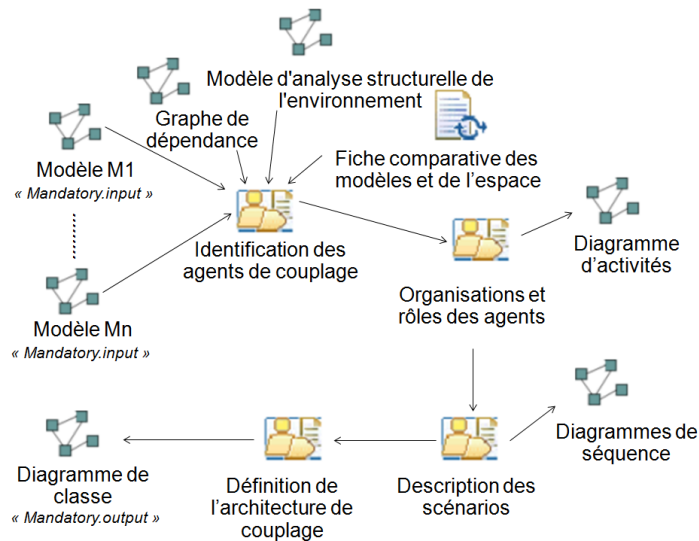 Modèle d'analyse structurelle de
l'environnement
Graphe de
dépendance
Fiche comparative des
modèles et de l'espace
Modèle M1
« Mandatory.input »
Identification des
agents de couplage
Modèle Mn
« Mandatory.input »
Organisations et
rôles des agents
Diagramme
d'activités
Diagrammes de
séquence
Description des
scénarios
Définition de
l'architecture de
couplage
Diagramme de
classe
« Mandatory.output »